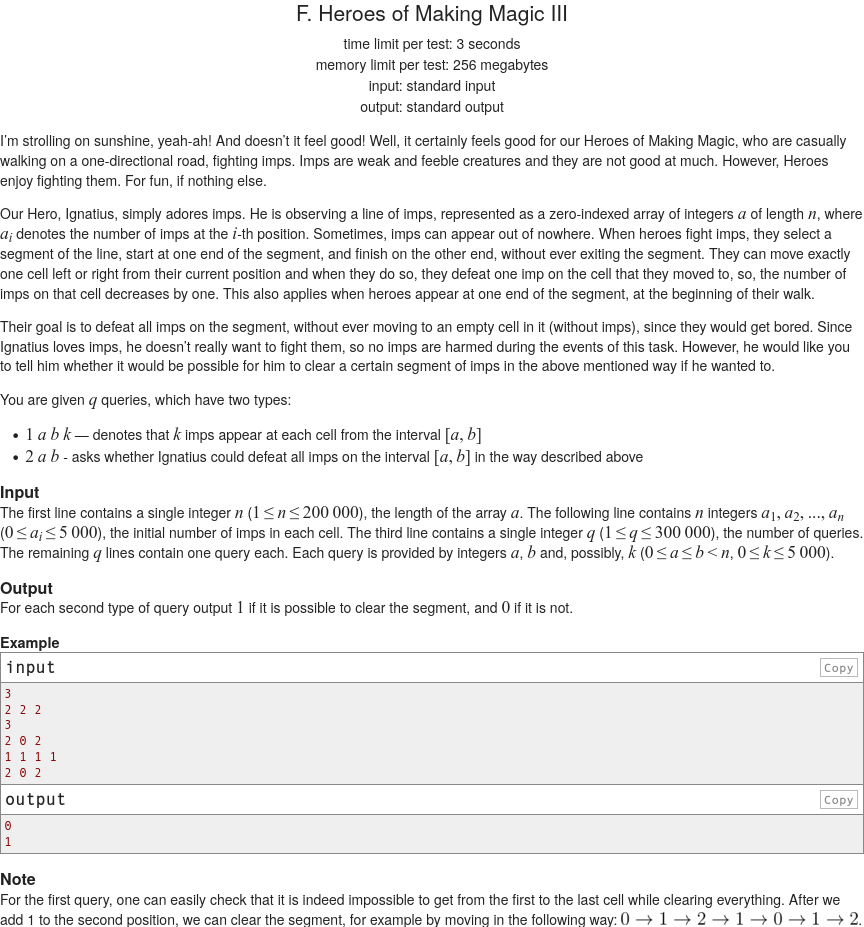 F. Heroes of Making Magic III
time limit per test: 3 seconds
memory limit per test: 256 megabytes
input: standard input
output: standard output
I'm strolling on sunshine, yeah-ah! And doesn't it feel good! Well, it certainly feels good for our Heroes of Making Magic, who are casually
walking on a one-directional road, fighting imps. Imps are weak and feeble creatures and they are not good at much. However, Heroes
enjoy fighting them. For fun, if nothing else.
Our Hero, Ignatius, simply adores imps. He is observing a line of imps, represented as a zero-indexed array of integers a of length n, where
a_i denotes the number of imps at the i-th position. Sometimes, imps can appear out of nowhere. When heroes fight imps, they select a
segment of the line, start at one end of the segment, and finish on the other end, without ever exiting the segment. They can move exactly
one cell left or right from their current position and when they do so, they defeat one imp on the cell that they moved to, so, the number of
imps on that cell decreases by one. This also applies when heroes appear at one end of the segment, at the beginning of their walk.
Their goal is to defeat all imps on the segment, without ever moving to an empty cell in it (without imps), since they would get bored. Since
Ignatius loves imps, he doesn't really want to fight them, so no imps are harmed during the events of this task. However, he would like you
to tell him whether it would be possible for him to clear a certain segment of imps in the above mentioned way if he wanted to.
You are given q queries, which have two types:
• 1 a b k — denotes that k imps appear at each cell from the interval [a, b]
• 2 a b - asks whether Ignatius could defeat all imps on the interval [a, b] in the way described above
Input
The first line contains a single integer n (1 ≤ n ≤ 200 000), the length of the array a. The following line contains n integers a_1, a_2, ..., a_n
(0 ≤ a_i ≤ 5 000), the initial number of imps in each cell. The third line contains a single integer q (1 ≤ q ≤ 300 000), the number of queries.
The remaining q lines contain one query each. Each query is provided by integers a, b and, possibly, k (0 ≤ a ≤ b < n, 0 ≤ k ≤ 5 000).
Output
For each second type of query output 1 if it is possible to clear the segment, and 0 if it is not.
Example
input
Copy
3
2 2 2
3
2 0 2
1 1 1 1
2 0 2
output
Copy
0
1
Note
For the first query, one can easily check that it is indeed impossible to get from the first to the last cell while clearing everything. After we
add 1 to the second position, we can clear the segment, for example by moving in the following way: 0 → 1 → 2 → 1 → 0 → 1 → 2.